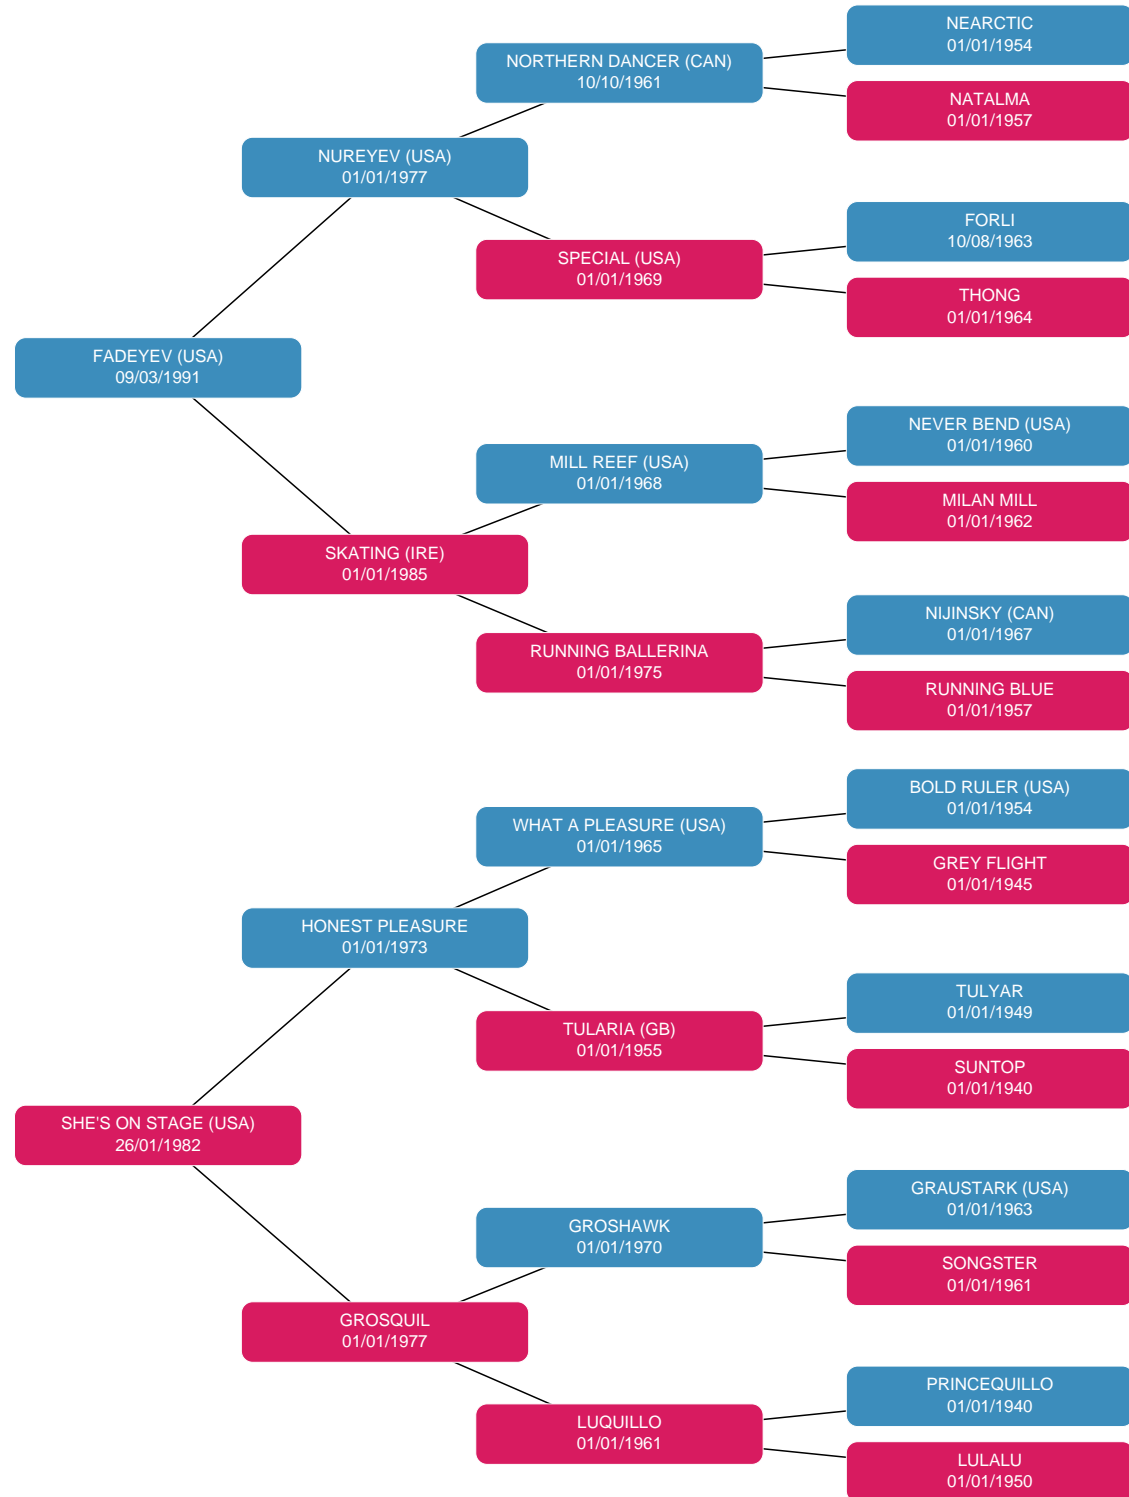 NEARCTIC
01/01/1954
NORTHERN DANCER (CAN)
10/10/1961
NATALMA
01/01/1957
NUREYEV (USA)
01/01/1977
FORLI
10/08/1963
SPECIAL (USA)
01/01/1969
THONG
01/01/1964
FADEYEV (USA)
09/03/1991
NEVER BEND (USA)
01/01/1960
MILL REEF (USA)
01/01/1968
MILAN MILL
01/01/1962
SKATING (IRE)
01/01/1985
NIJINSKY (CAN)
01/01/1967
RUNNING BALLERINA
01/01/1975
RUNNING BLUE
01/01/1957
BOLD RULER (USA)
01/01/1954
WHAT A PLEASURE (USA)
01/01/1965
GREY FLIGHT
01/01/1945
HONEST PLEASURE
01/01/1973
TULYAR
01/01/1949
TULARIA (GB)
01/01/1955
SUNTOP
01/01/1940
SHE'S ON STAGE (USA)
26/01/1982
GRAUSTARK (USA)
01/01/1963
GROSHAWK
01/01/1970
SONGSTER
01/01/1961
GROSQUIL
01/01/1977
PRINCEQUILLO
01/01/1940
LUQUILLO
01/01/1961
LULALU
01/01/1950